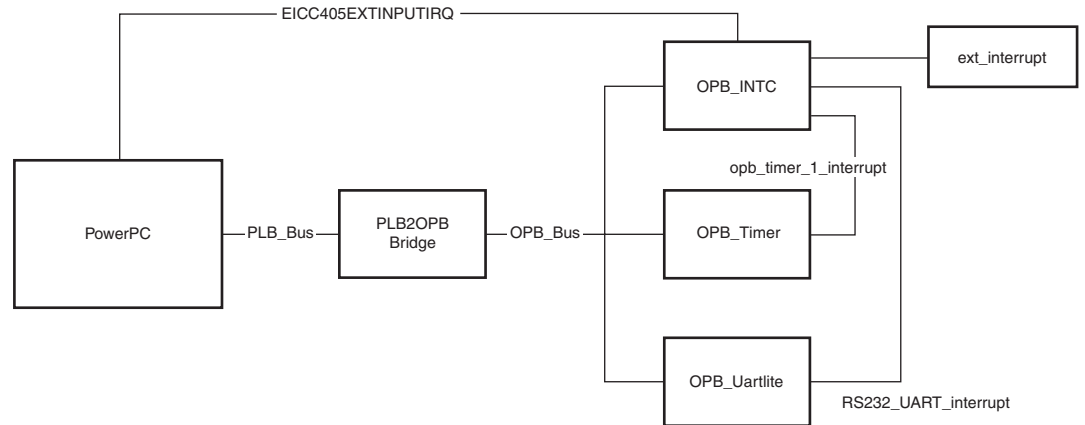 EICC405EXTINPUTIRQ
ext_interrupt
OPB_INTC
opb_timer_1_interrupt
PowerPC
PLB_Bus
PLB2OPB
Bridge
OPB_Bus
OPB_Timer
OPB_Uartlite
RS232_UART_interrupt